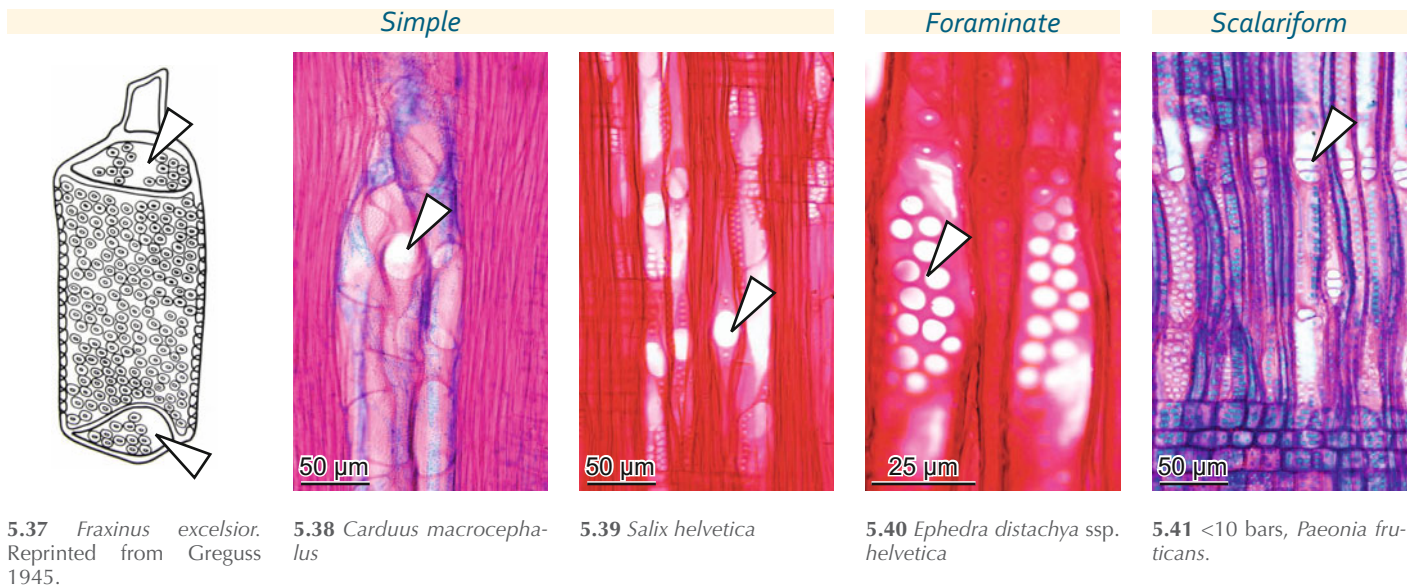 Simple
Foraminate
Scalariform
50 µm
50 µm
25 µm
50 µm
5.37 Fraxinus excelsior.
Reprinted from Greguss
1945.
5.38 Carduus macrocepha-
lus
5.39 Salix helvetica
5.40 Ephedra distachya ssp.
helvetica
5.41 <10 bars, Paeonia fru-
ticans.